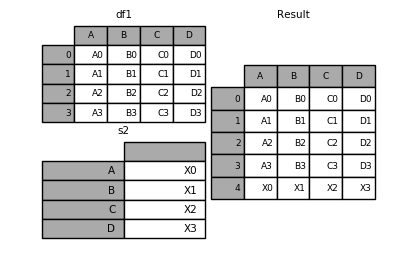 df1
A B C D
0 A0 B0 C0 D0
1 A1 B1 C1 D1
2 A2 B2 C2 D2
3 A3 B3 C3 D3
s2
A X0
B X1
C X2
D X3
Result
A B C D
0 A0 B0 C0 D0
1 A1 B1 C1 D1
2 A2 B2 C2 D2
3 A3 B3 C3 D3
4 X0 X1 X2 X3